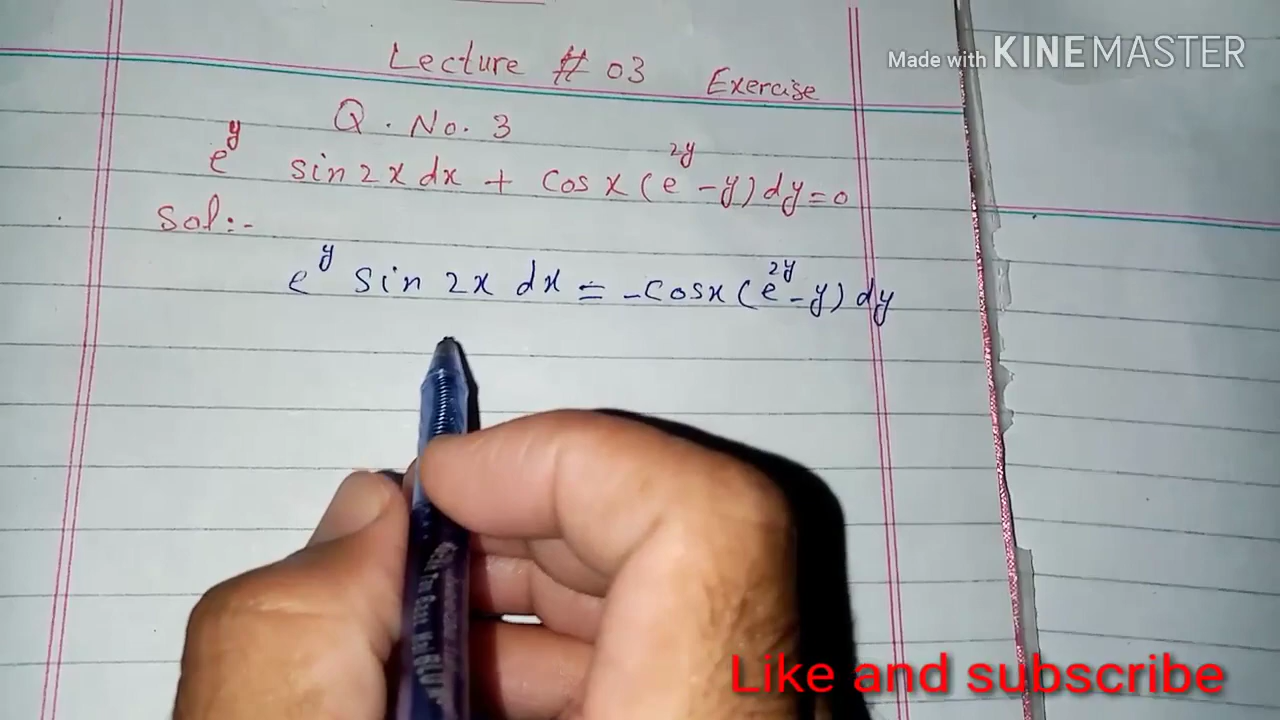 Made with KINEMASTER
Lecture # 03 Exercise
Q. No. 3
e^y sin 2x dx + cos x (e^2y - y) dy = 0
Sol:-
e^y sin 2x dx = -cosx (e^2y - y) dy
Like and subscribe